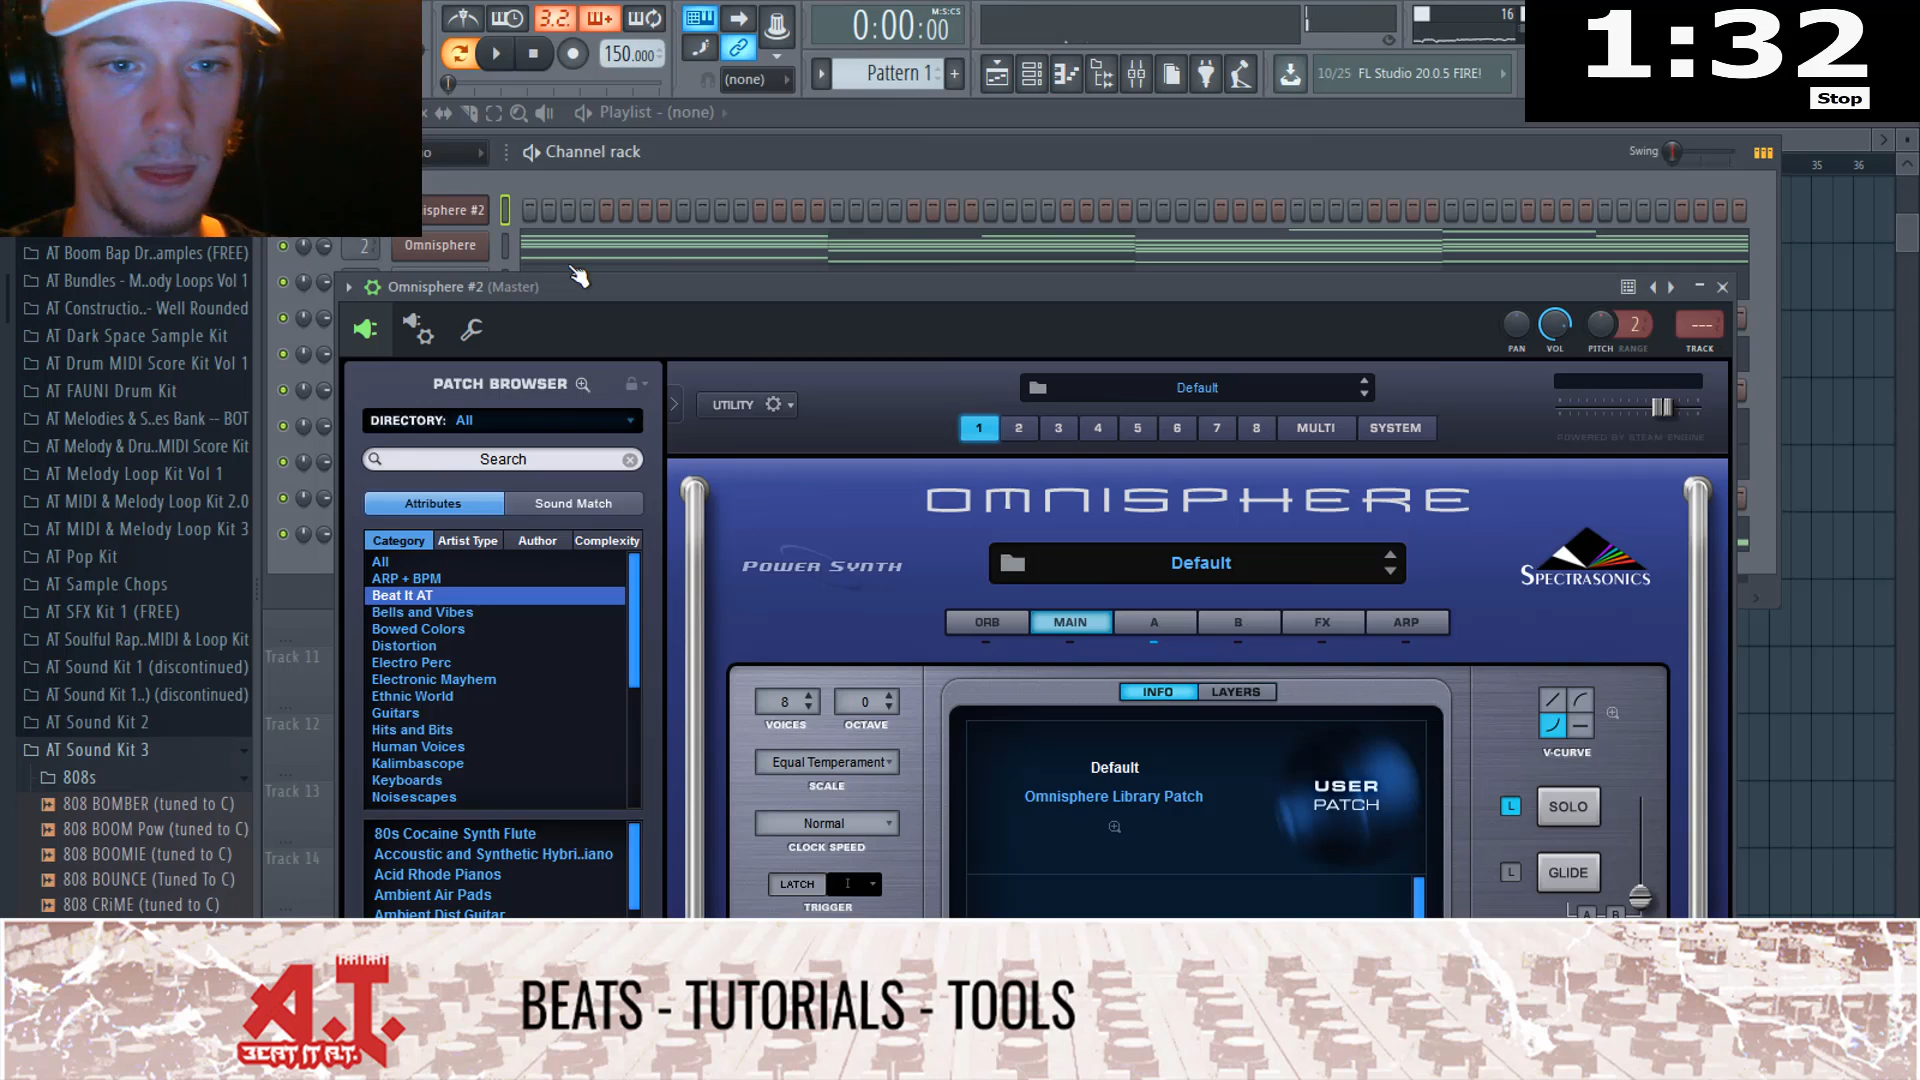 3.2.
150.000
(none)
0:00:00
M:S:CS
Pattern 1
16
10/25 FL Studio 20.0.5 FIRE!
1:32
Stop
Playlist - (none)
Channel rack
Swing
35 36
isphere #2
2
Omnisphere
AT Boom Bap Dr..amples (FREE)
AT Bundles - M..ody Loops Vol 1
AT Constructio..- Well Rounded
AT Dark Space Sample Kit
AT Drum MIDI Score Kit Vol 1
AT FAUNI Drum Kit
AT Melodies & S..es Bank -- BOT
AT Melody & Dru..MIDI Score Kit
AT Melody Loop Kit Vol 1
AT MIDI & Melody Loop Kit 2.0
AT MIDI & Melody Loop Kit 3
AT Pop Kit
AT Sample Chops
AT SFX Kit 1 (FREE)
AT Soulful Rap..MIDI & Loop Kit
AT Sound Kit 1 (discontinued)
AT Sound Kit 1..) (discontinued)
AT Sound Kit 2
AT Sound Kit 3
808s
808 BOMBER (tuned to C)
808 BOOM Pow (tuned to C)
808 BOOMIE (tuned to C)
808 BOUNCE (Tuned To C)
808 CRiME (tuned to C)
Track 11
Track 12
Track 13
Track 14
Omnisphere #2 (Master)
PAN
VOL
2
PITCH RANGE
---
TRACK
PATCH BROWSER
DIRECTORY: All
Search
Attributes
Sound Match
Category
Artist Type
Author
Complexity
All
ARP + BPM
Beat It AT
Bells and Vibes
Bowed Colors
Distortion
Electro Perc
Electronic Mayhem
Ethnic World
Guitars
Hits and Bits
Human Voices
Kalimbascope
Keyboards
Noisescapes
80s Cocaine Synth Flute
Accoustic and Synthetic Hybri..iano
Acid Rhode Pianos
Ambient Air Pads
Ambient Dist Guitar
UTILITY
Default
1 2 3 4 5 6 7 8 MULTI SYSTEM
POWERED BY STEAM ENGINE
OMNISPHERE
POWER SYNTH
Default
SPECTRASONICS
ORB MAIN A B FX ARP
INFO LAYERS
8
VOICES
0
OCTAVE
Equal Temperament
SCALE
Normal
CLOCK SPEED
LATCH
TRIGGER
Default
Omnisphere Library Patch
USER
PATCH
V-CURVE
L
SOLO
L
GLIDE
A B
A.T.
BEAT IT A.T.
BEATS - TUTORIALS - TOOLS